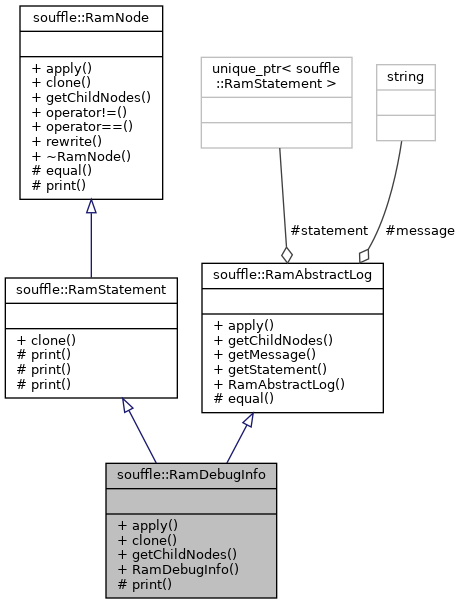 souffle::RamNode
+ apply()
+ clone()
+ getChildNodes()
+ operator!=()
+ operator==()
+ rewrite()
+ ~RamNode()
# equal()
# print()
unique_ptr< souffle
::RamStatement >
string
#statement
#message
souffle::RamStatement
+ clone()
# print()
# print()
# print()
souffle::RamAbstractLog
+ apply()
+ getChildNodes()
+ getMessage()
+ getStatement()
+ RamAbstractLog()
# equal()
souffle::RamDebugInfo
+ apply()
+ clone()
+ getChildNodes()
+ RamDebugInfo()
# print()